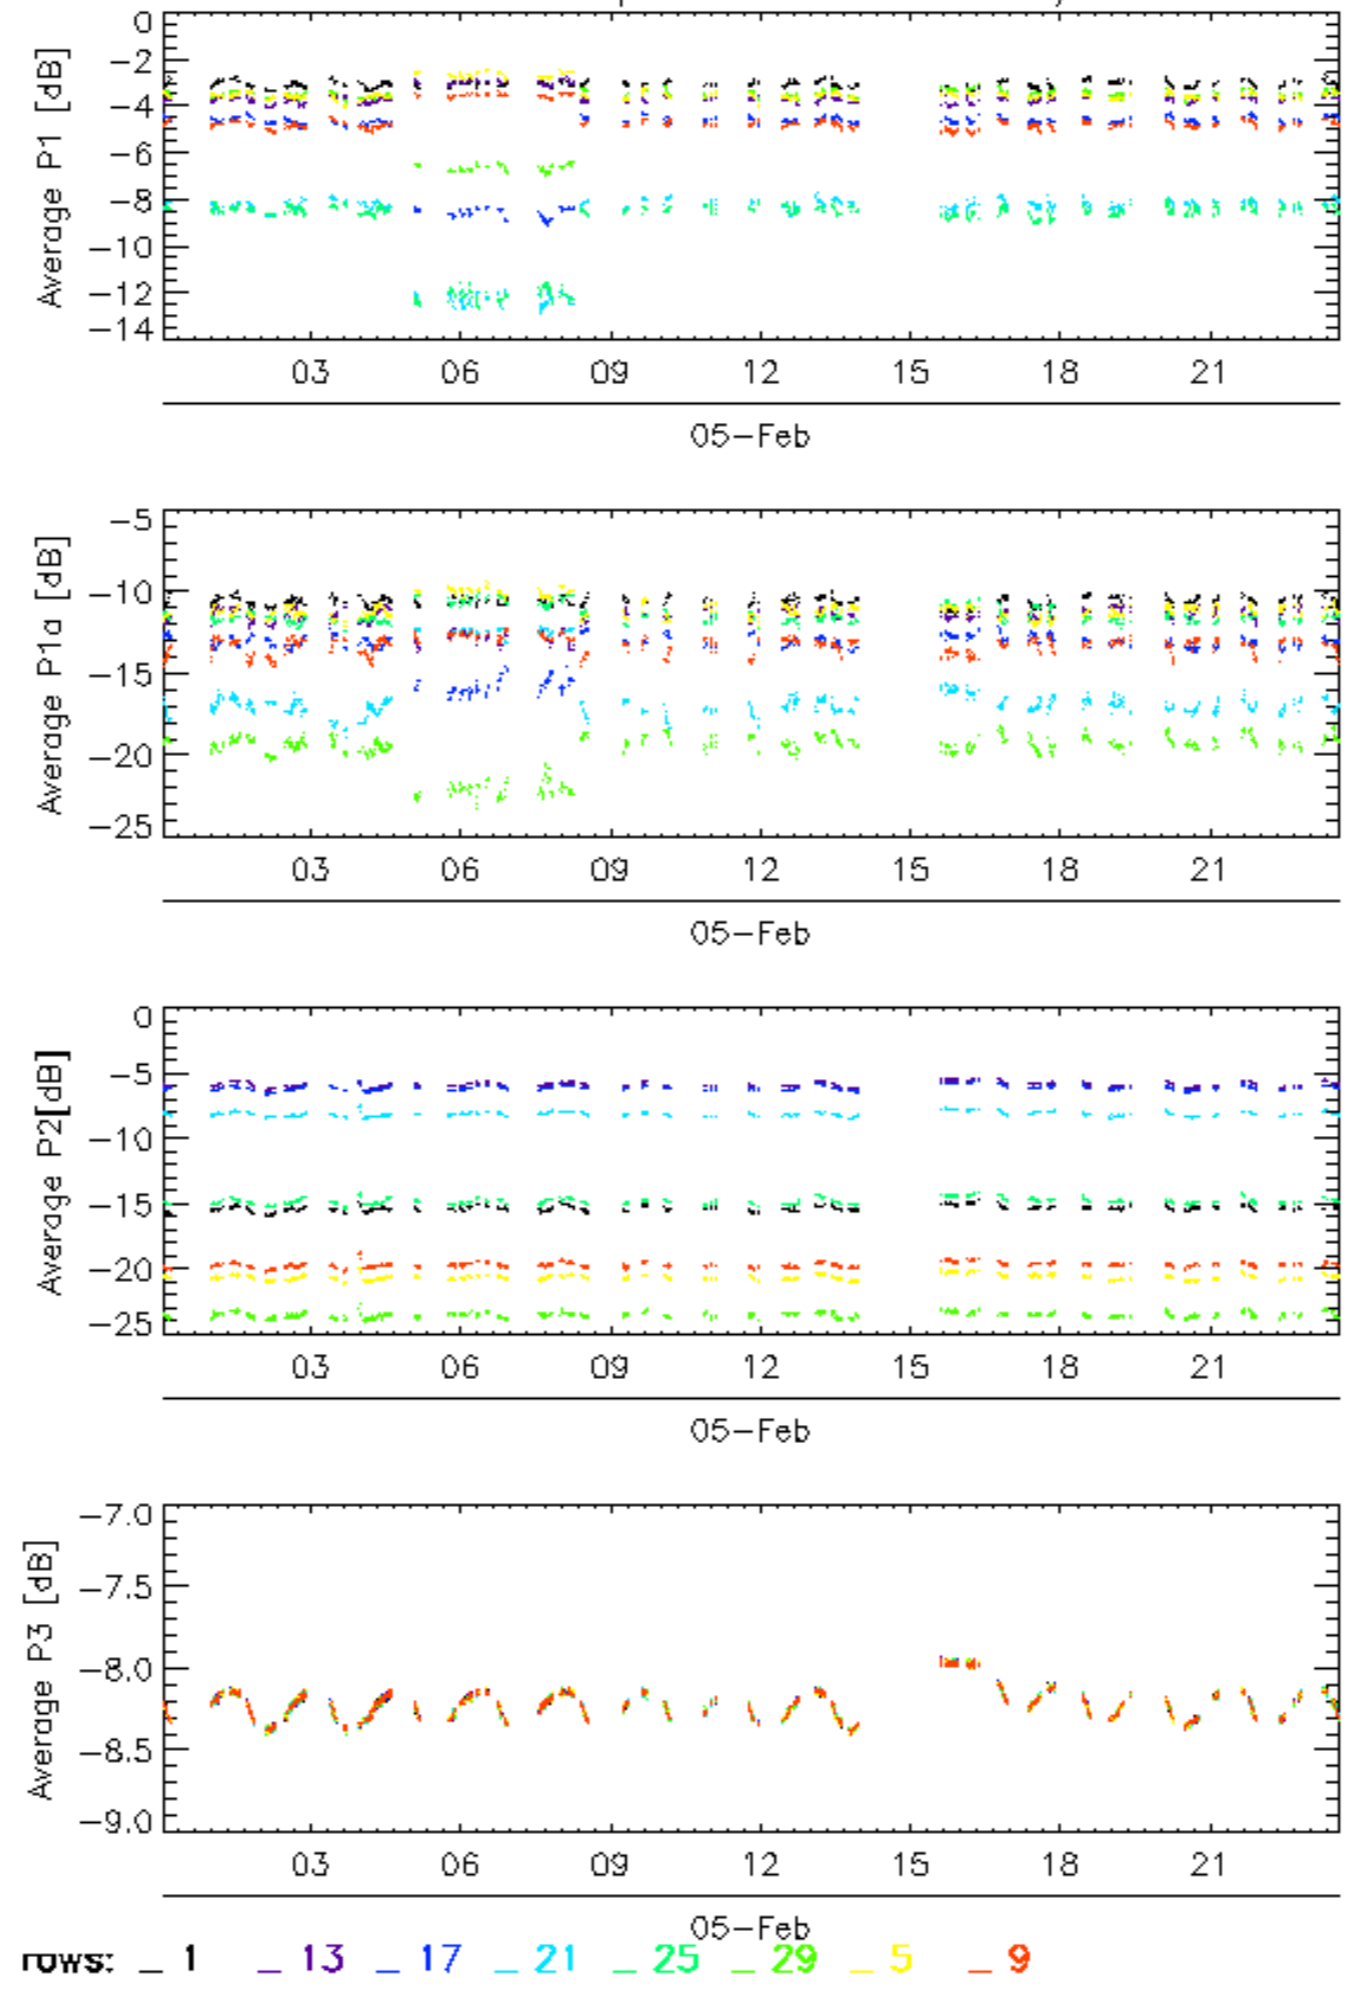 Average P1 [dB]
0
−2
−4
−6
−8
−10
−12
−14
03 06 09 12 15 18 21
05−Feb
Average P1a [dB]
−5
−10
−15
−20
−25
03 06 09 12 15 18 21
05−Feb
Average P2[dB]
0
−5
−10
−15
−20
−25
03 06 09 12 15 18 21
05−Feb
Average P3 [dB]
−7.0
−7.5
−8.0
−8.5
−9.0
03 06 09 12 15 18 21
05−Feb
rows: _ 1 _ 13 _ 17 _ 21 _ 25 _ 29 _ 5 _ 9